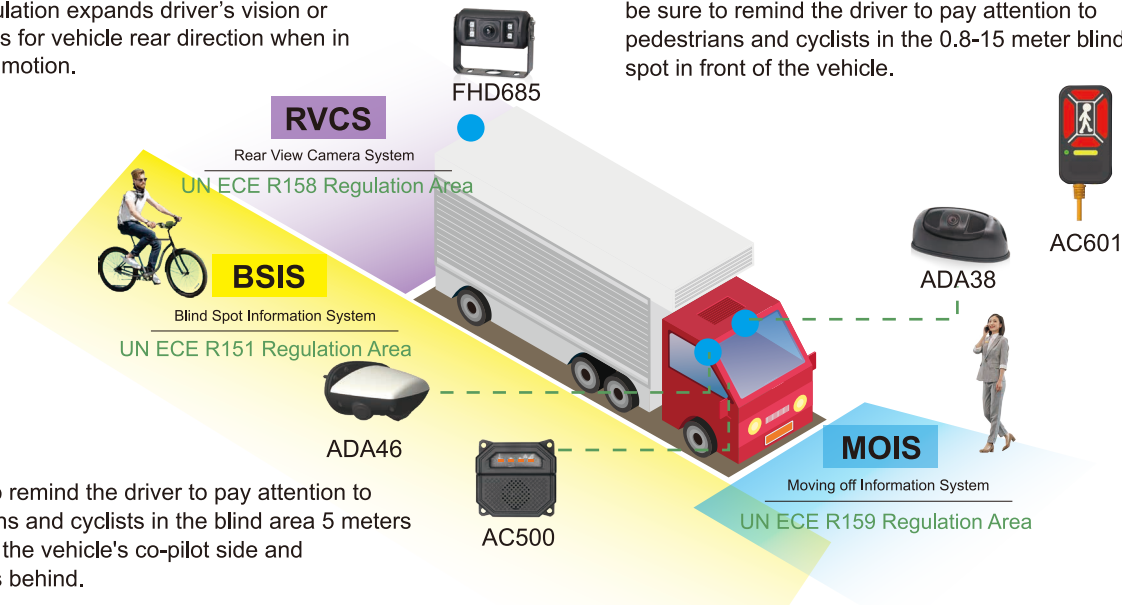 ulation expands driver's vision or
s for vehicle rear direction when in
motion.
be sure to remind the driver to pay attention to
pedestrians and cyclists in the 0.8-15 meter blind
spot in front of the vehicle.
FHD685
RVCS
Rear View Camera System
UN ECE R158 Regulation Area
AC601
ADA38
BSIS
Blind Spot Information System
UN ECE R151 Regulation Area
ADA46
AC500
MOIS
Moving off Information System
UN ECE R159 Regulation Area
remind the driver to pay attention to
ns and cyclists in the blind area 5 meters
the vehicle's co-pilot side and
s behind.